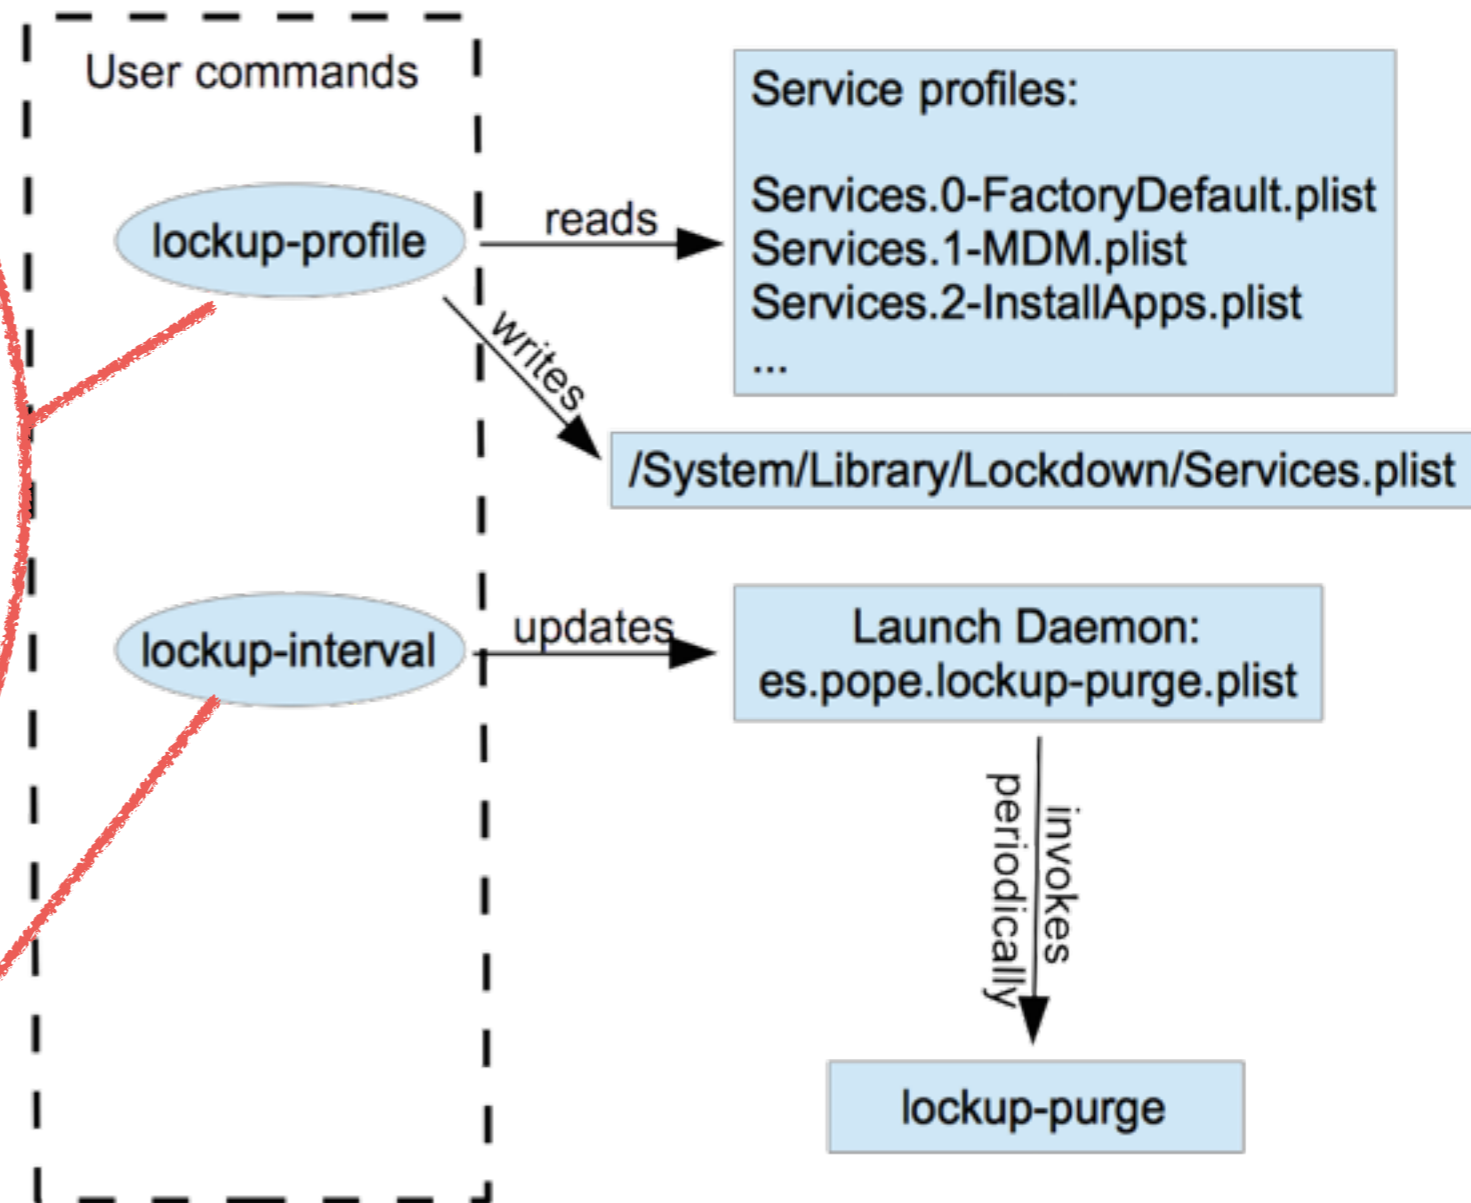 User commands
lockup-profile
reads
writes
Service profiles:
Services.0-FactoryDefault.plist
Services.1-MDM.plist
Services.2-InstallApps.plist
...
/System/Library/Lockdown/Services.plist
lockup-interval
updates
Launch Daemon:
es.pope.lockup-purge.plist
invokes
periodically
lockup-purge